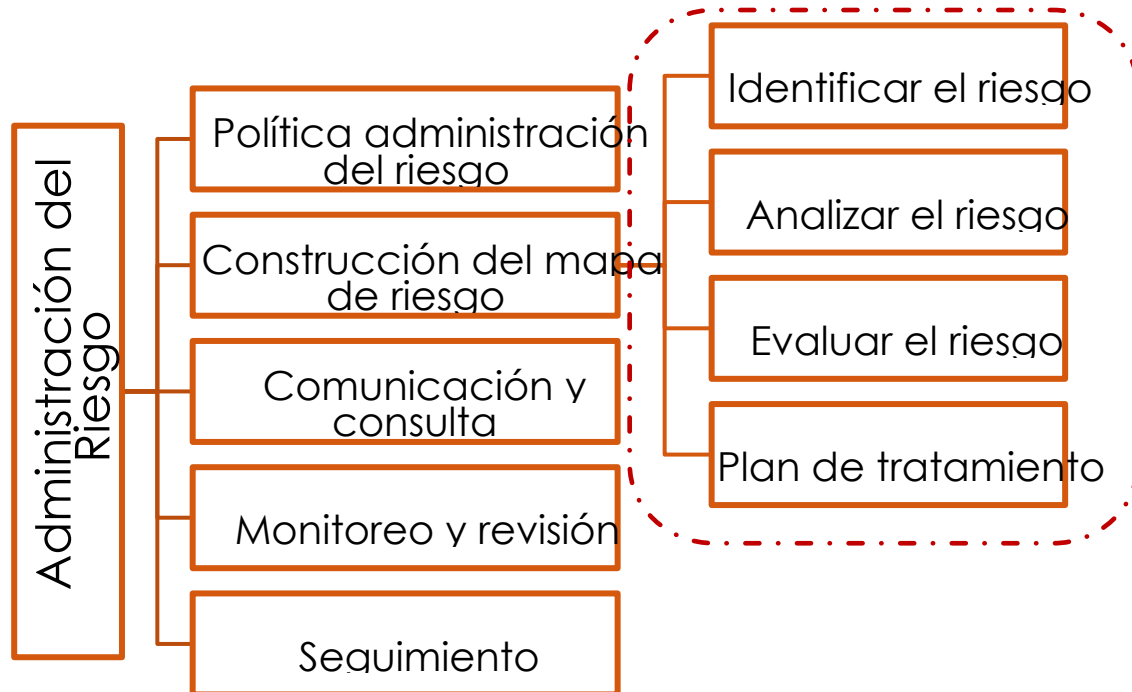 Administración del
Riesgo
Política administración
del riesgo
Construcción del mapa
de riesgo
Comunicación y
consulta
Monitoreo y revisión
Seguimiento
Identificar el riesgo
Analizar el riesgo
Evaluar el riesgo
Plan de tratamiento